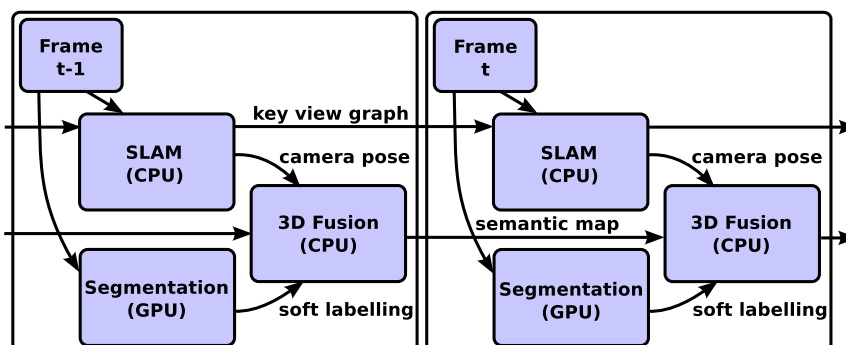 Frame
t-1
key view graph
SLAM
(CPU)
camera pose
3D Fusion
(CPU)
Segmentation
(GPU)
soft labelling
Frame
t
SLAM
(CPU)
camera pose
semantic map
3D Fusion
(CPU)
Segmentation
(GPU)
soft labelling